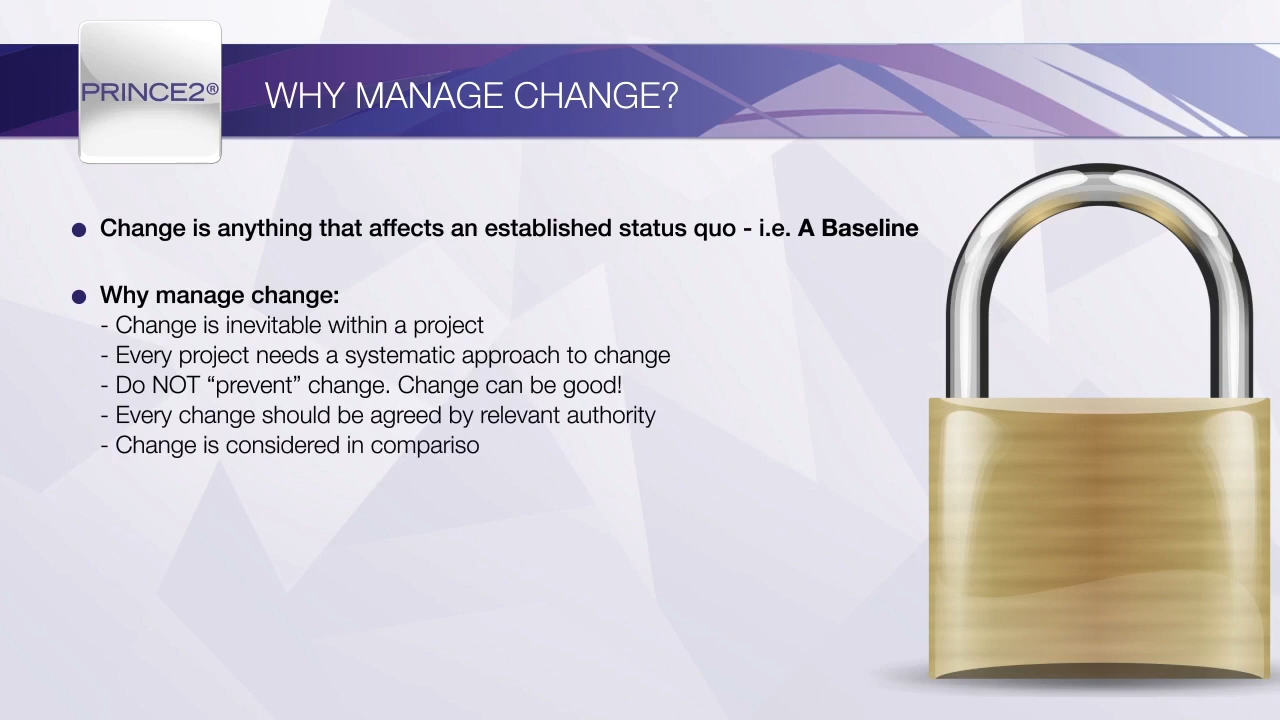 PRINCE2®
WHY MANAGE CHANGE?
● Change is anything that affects an established status quo - i.e. A Baseline
● Why manage change:
- Change is inevitable within a project
- Every project needs a systematic approach to change
- Do NOT “prevent” change. Change can be good!
- Every change should be agreed by relevant authority
- Change is considered in compariso